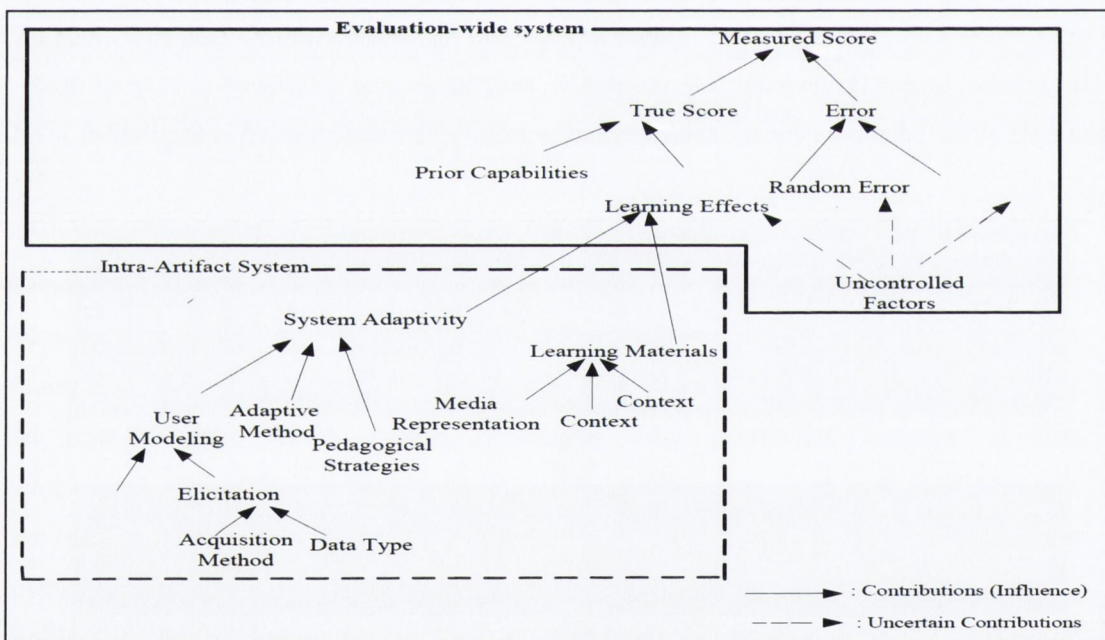 Evaluation-wide system
Measured Score
True Score
Error
Prior Capabilities
Random Error
Learning Effects
Uncontrolled
Factors
Intra-Artifact System
System Adaptivity
Learning Materials
User
Modeling
Adaptive
Method
Pedagogical
Strategies
Media
Representation
Context
Context
Elicitation
Acquisition
Method
Data Type
: Contributions (Influence)
: Uncertain Contributions